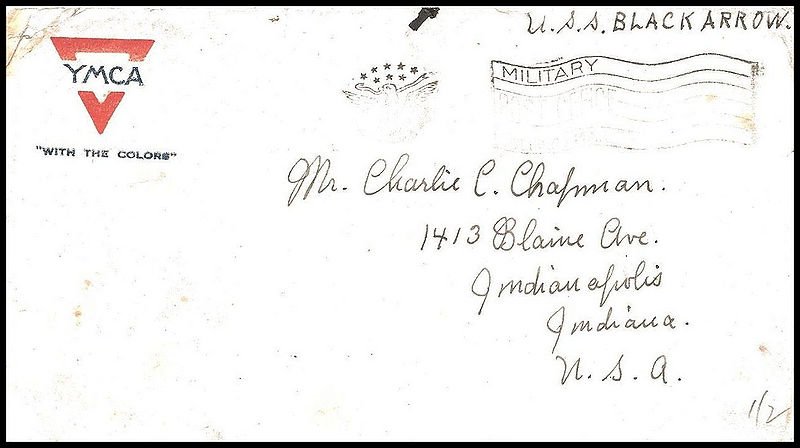 U.S.S. BLACK ARROW.
YMCA
"WITH THE COLORS"
MILITARY
Mr. Charlie C. Chapman.
1413 Blaine Ave.
Indianapolis
Indiana.
U. S. A.
1/2